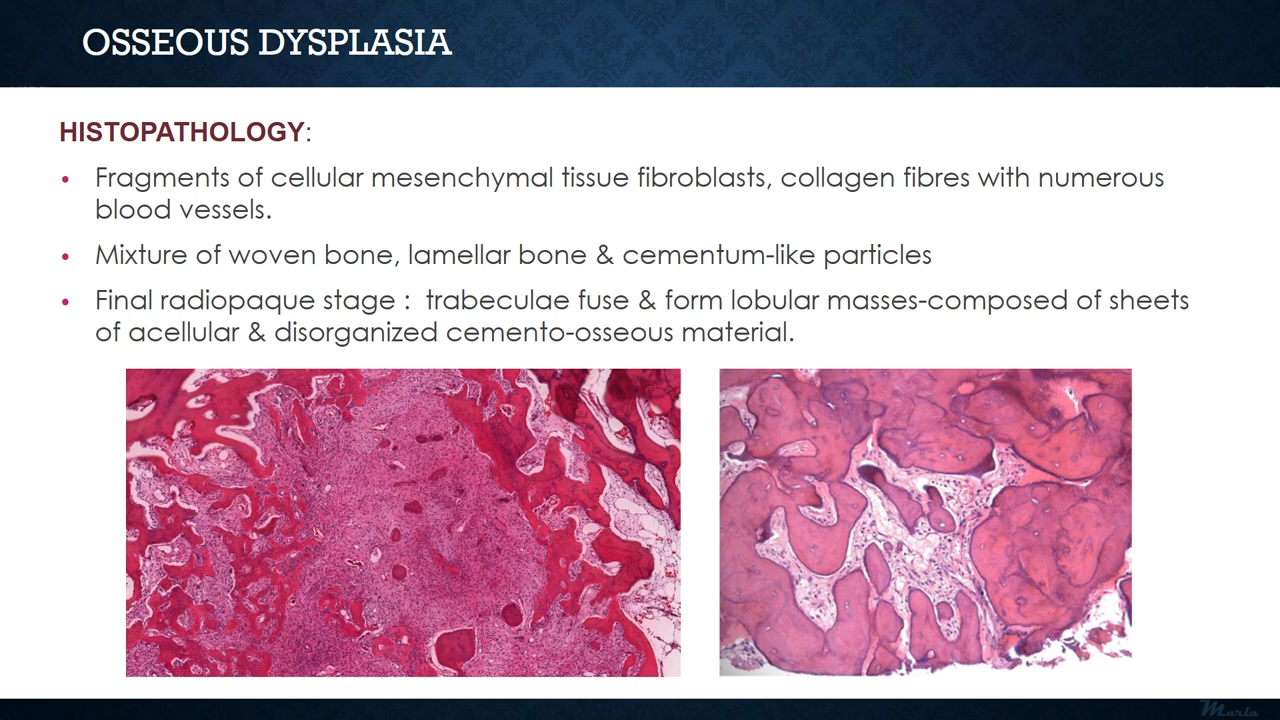 OSSEOUS DYSPLASIA
HISTOPATHOLOGY:
• Fragments of cellular mesenchymal tissue fibroblasts, collagen fibres with numerous
blood vessels.
• Mixture of woven bone, lamellar bone & cementum-like particles
• Final radiopaque stage : trabeculae fuse & form lobular masses-composed of sheets
of acellular & disorganized cemento-osseous material.
Maria